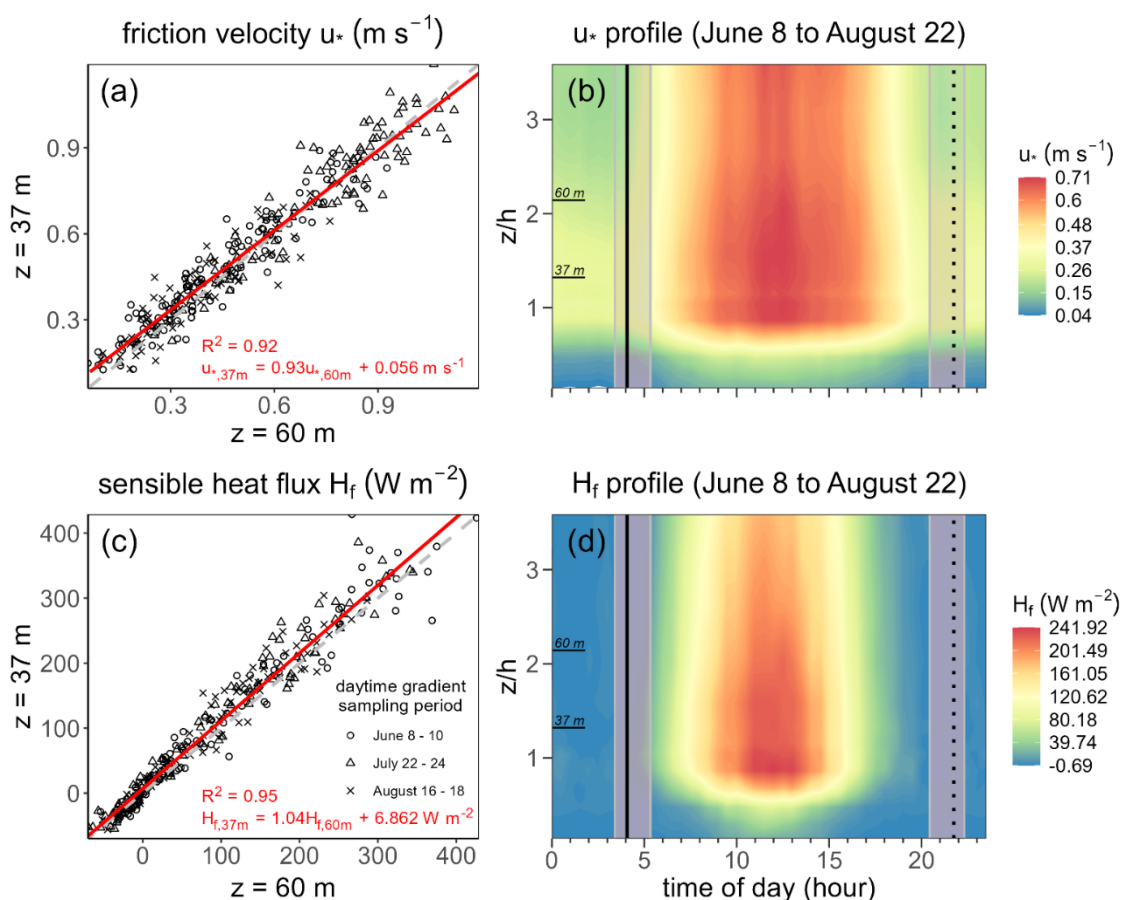 friction velocity u* (m s⁻¹)
(a)
z = 37 m
0.9
0.6
0.3
R² = 0.92
u*,37m = 0.93u*,60m + 0.056 m s⁻¹
0.3 0.6 0.9
z = 60 m
u* profile (June 8 to August 22)
(b)
z/h
3
2
1
60 m
37 m
u* (m s⁻¹)
0.71
0.6
0.48
0.37
0.26
0.15
0.04
sensible heat flux Hf (W m⁻²)
(c)
z = 37 m
400
300
200
100
0
daytime gradient
sampling period
June 8 - 10
July 22 - 24
August 16 - 18
R² = 0.95
Hf,37m = 1.04Hf,60m + 6.862 W m⁻²
0 100 200 300 400
z = 60 m
Hf profile (June 8 to August 22)
(d)
z/h
3
2
1
60 m
37 m
0 5 10 15 20
time of day (hour)
Hf (W m⁻²)
241.92
201.49
161.05
120.62
80.18
39.74
-0.69